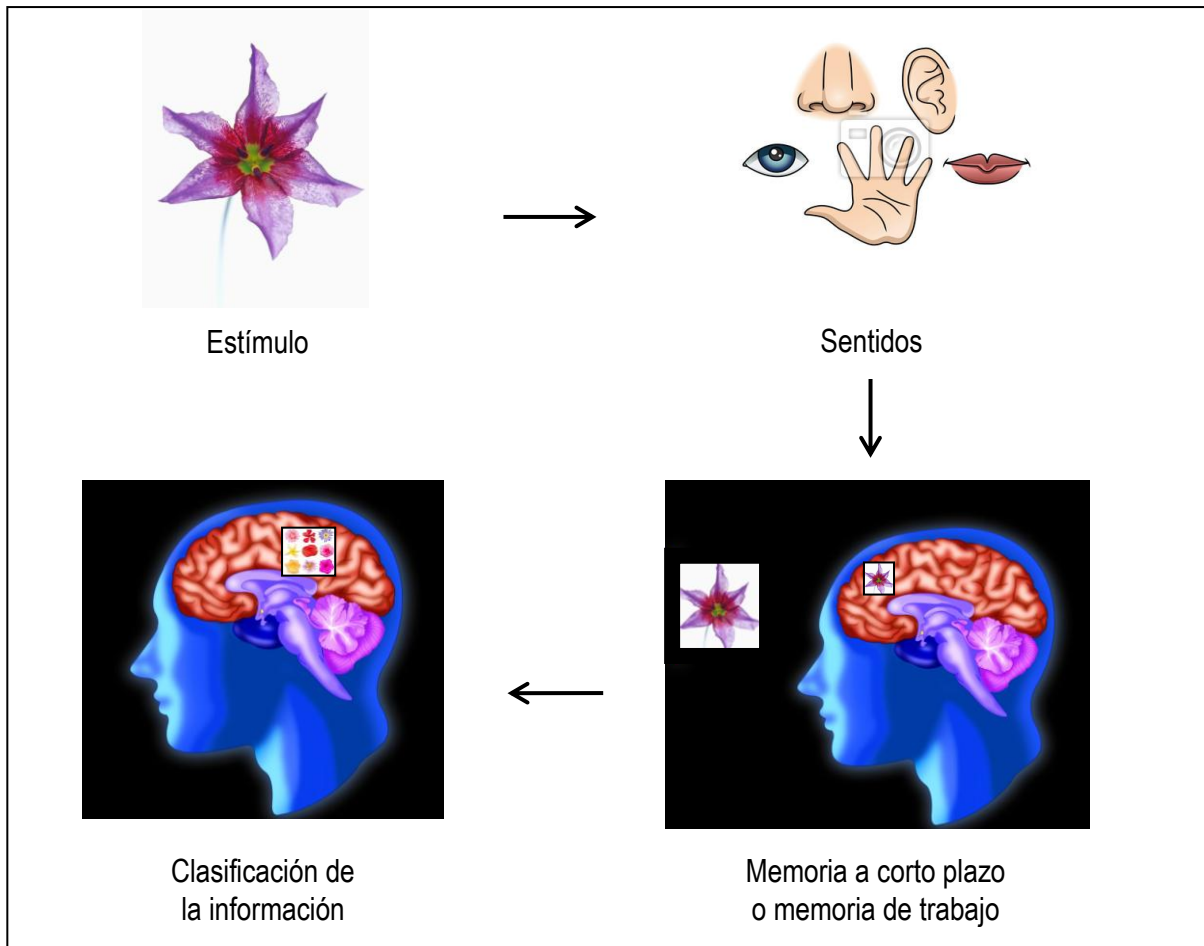 Estímulo
Sentidos
Memoria a corto plazo
o memoria de trabajo
Clasificación de
la información